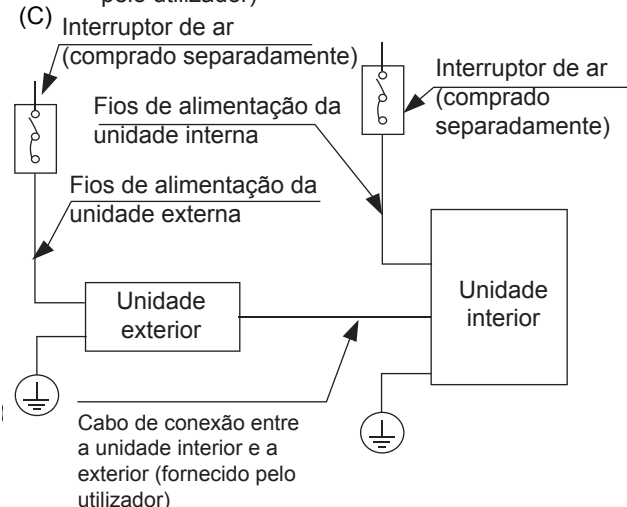 pelo utilizador)
(C)
Interruptor de ar
(comprado separadamente)
Interruptor de ar
(comprado
separadamente)
Fios de alimentação da
unidade interna
Fios de alimentação da
unidade externa
Unidade
exterior
Unidade
interior
Cabo de conexão entre
a unidade interior e a
exterior (fornecido pelo
utilizador)